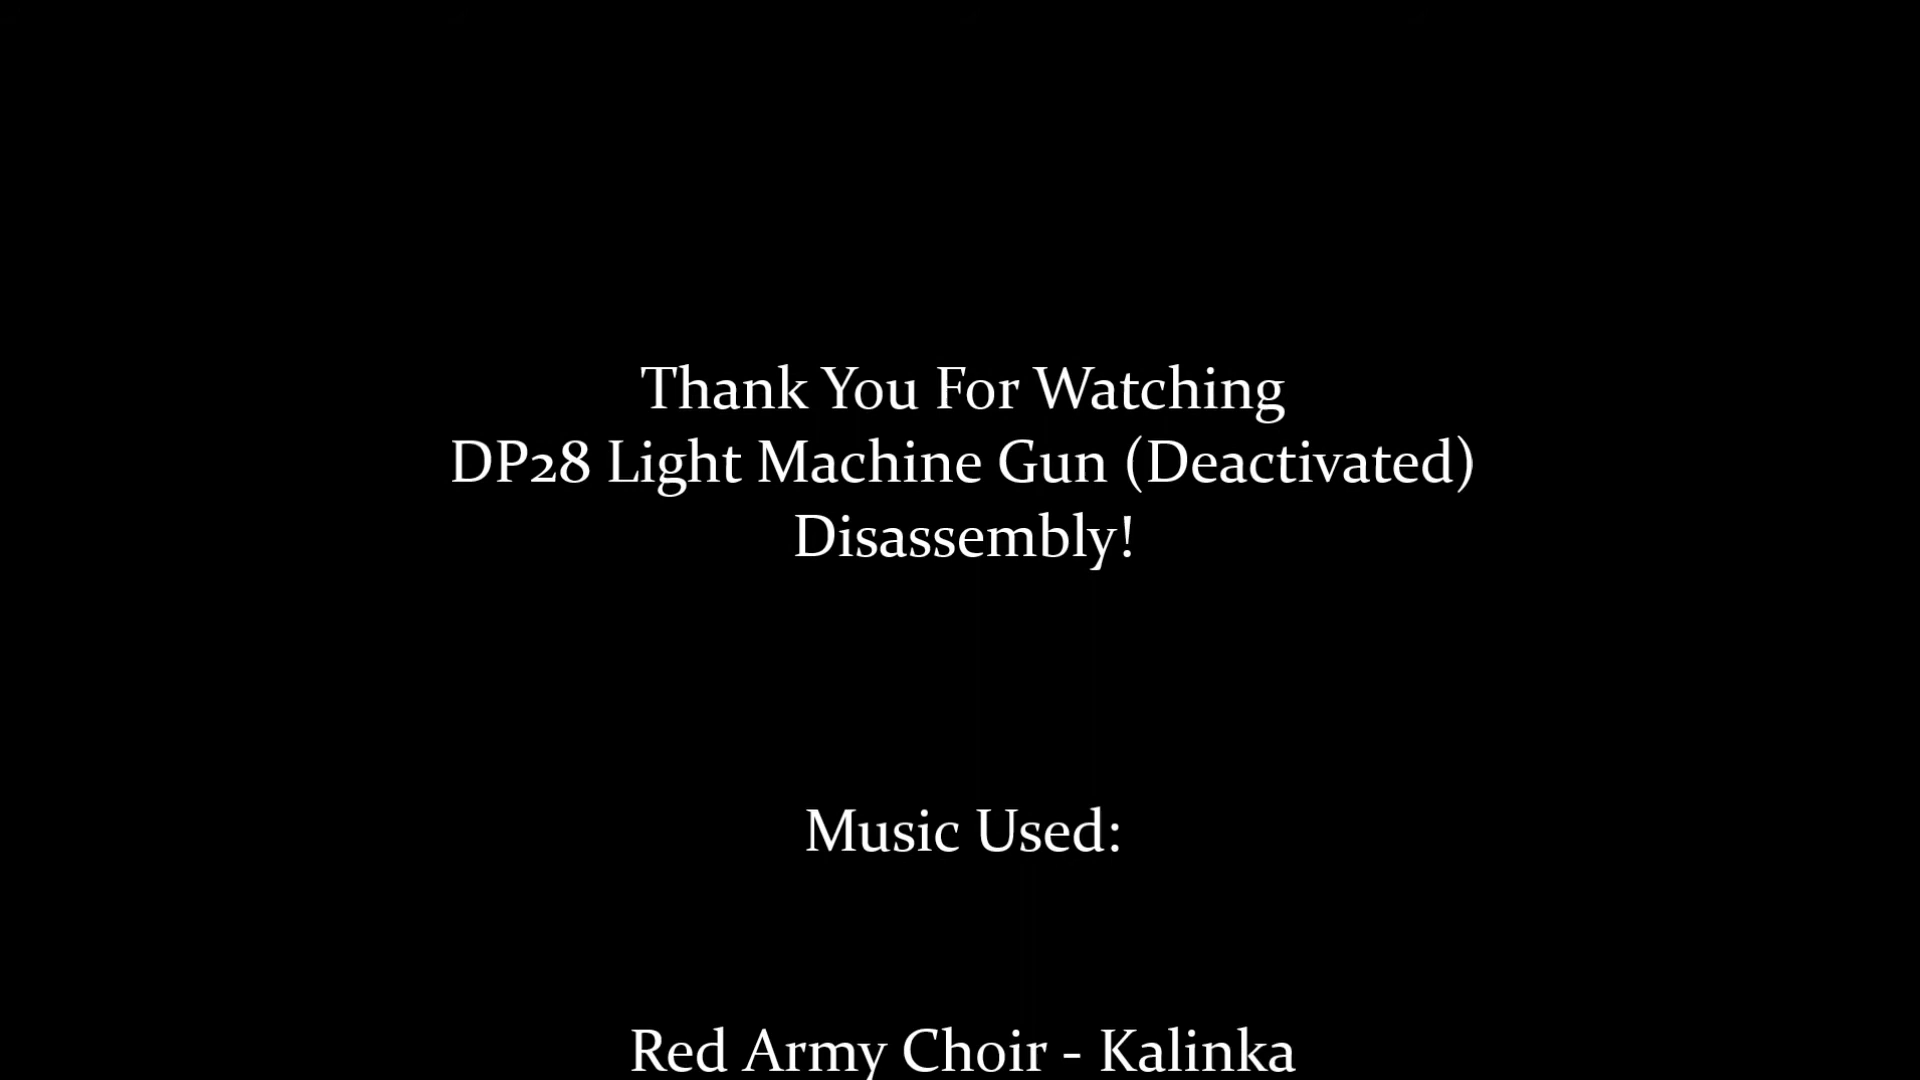 Thank You For Watching
DP28 Light Machine Gun (Deactivated)
Disassembly!
Music Used:
Red Army Choir - Kalinka